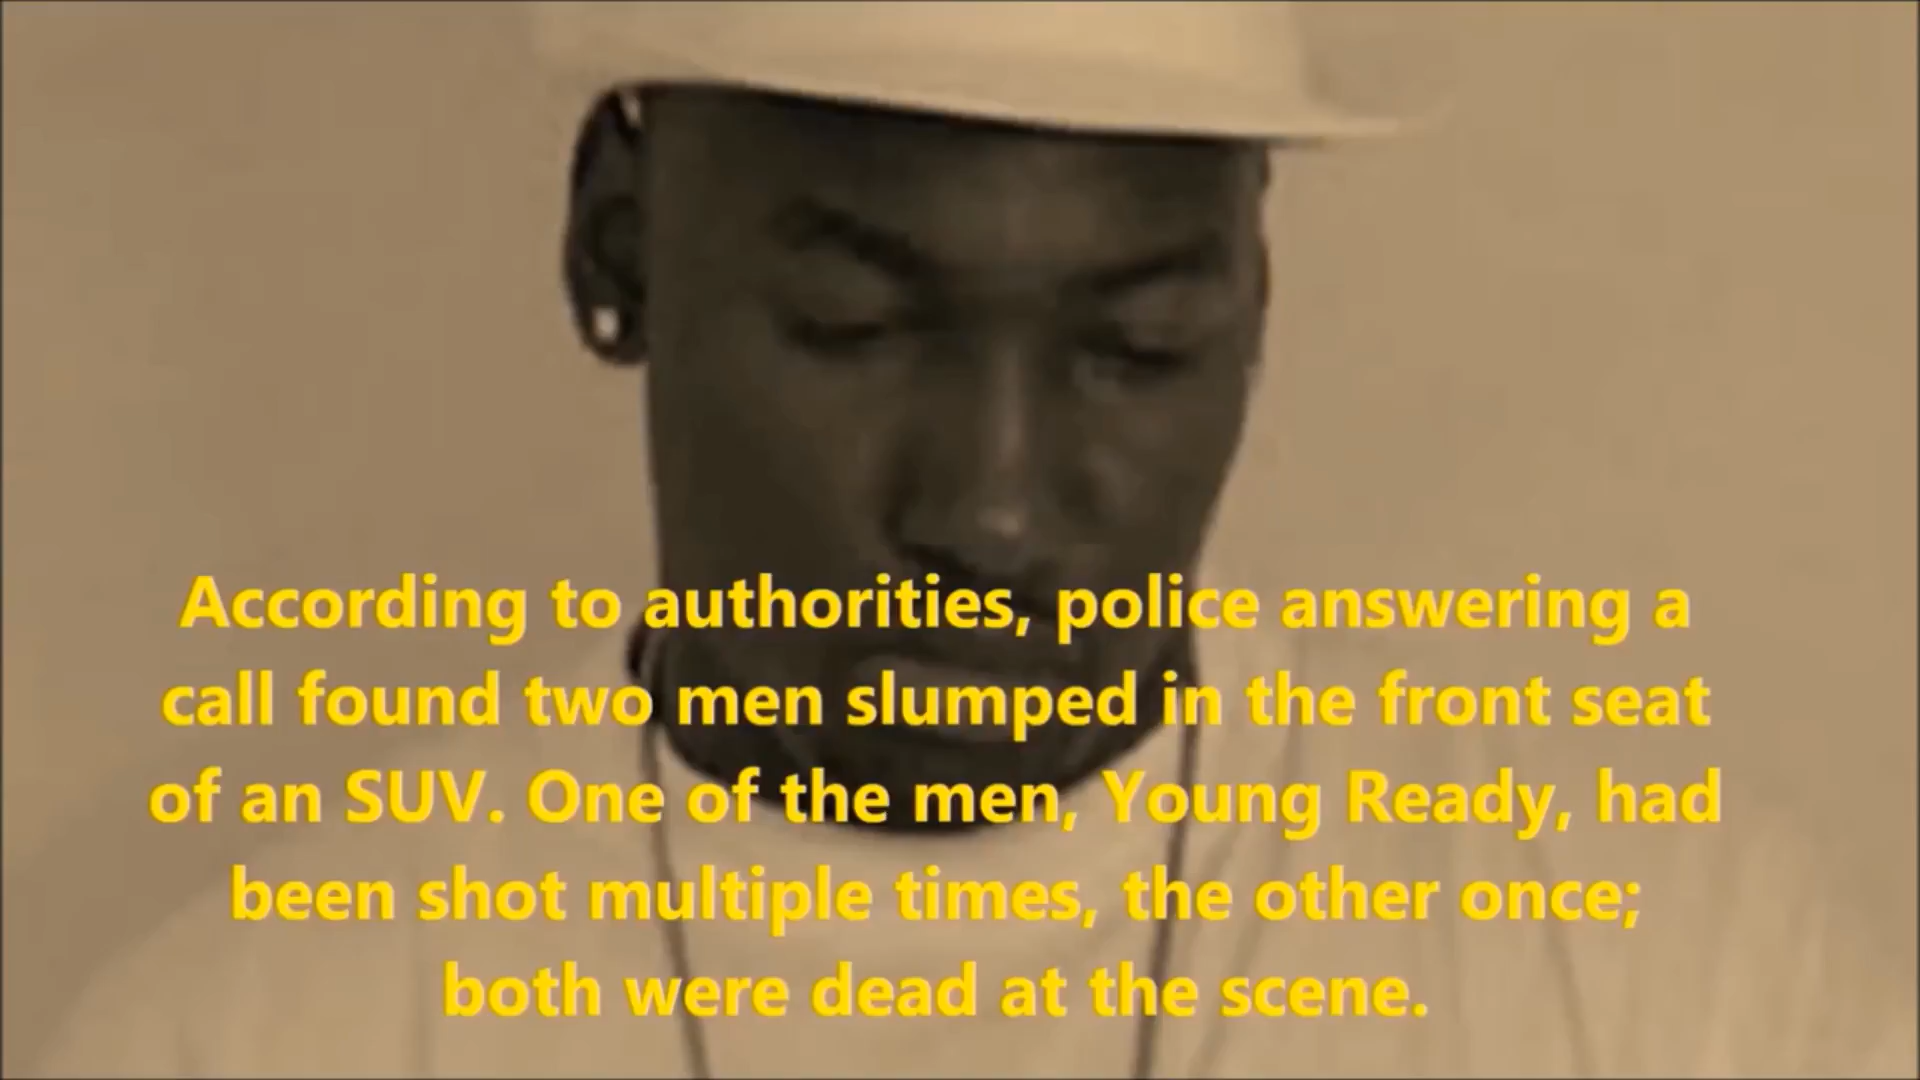 According to authorities, police answering a
call found two men slumped in the front seat
of an SUV. One of the men, Young Ready, had
been shot multiple times, the other once;
both were dead at the scene.